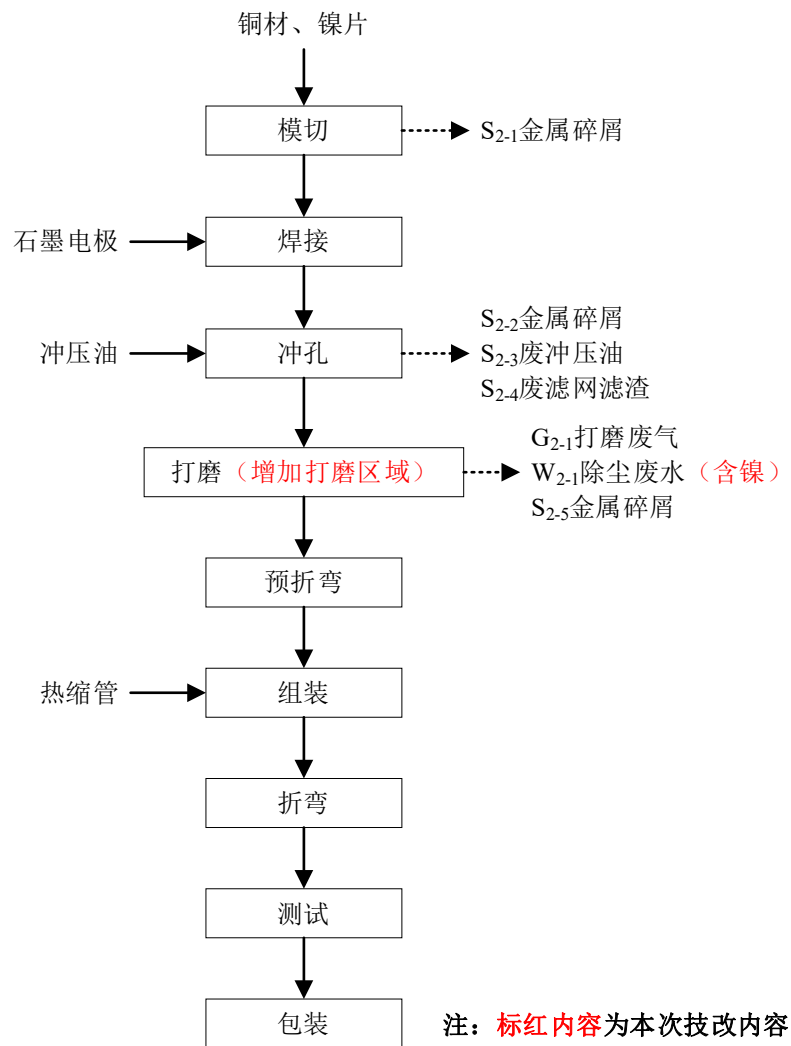 铜材、镍片
模切
S2-1金属碎屑
石墨电极
焊接
冲压油
冲孔
S2-2金属碎屑
S2-3废冲压油
S2-4废滤网滤渣
打磨（增加打磨区域）
G2-1打磨废气
W2-1除尘废水（含镍）
S2-5金属碎屑
预折弯
热缩管
组装
折弯
测试
包装
注：标红内容为本次技改内容